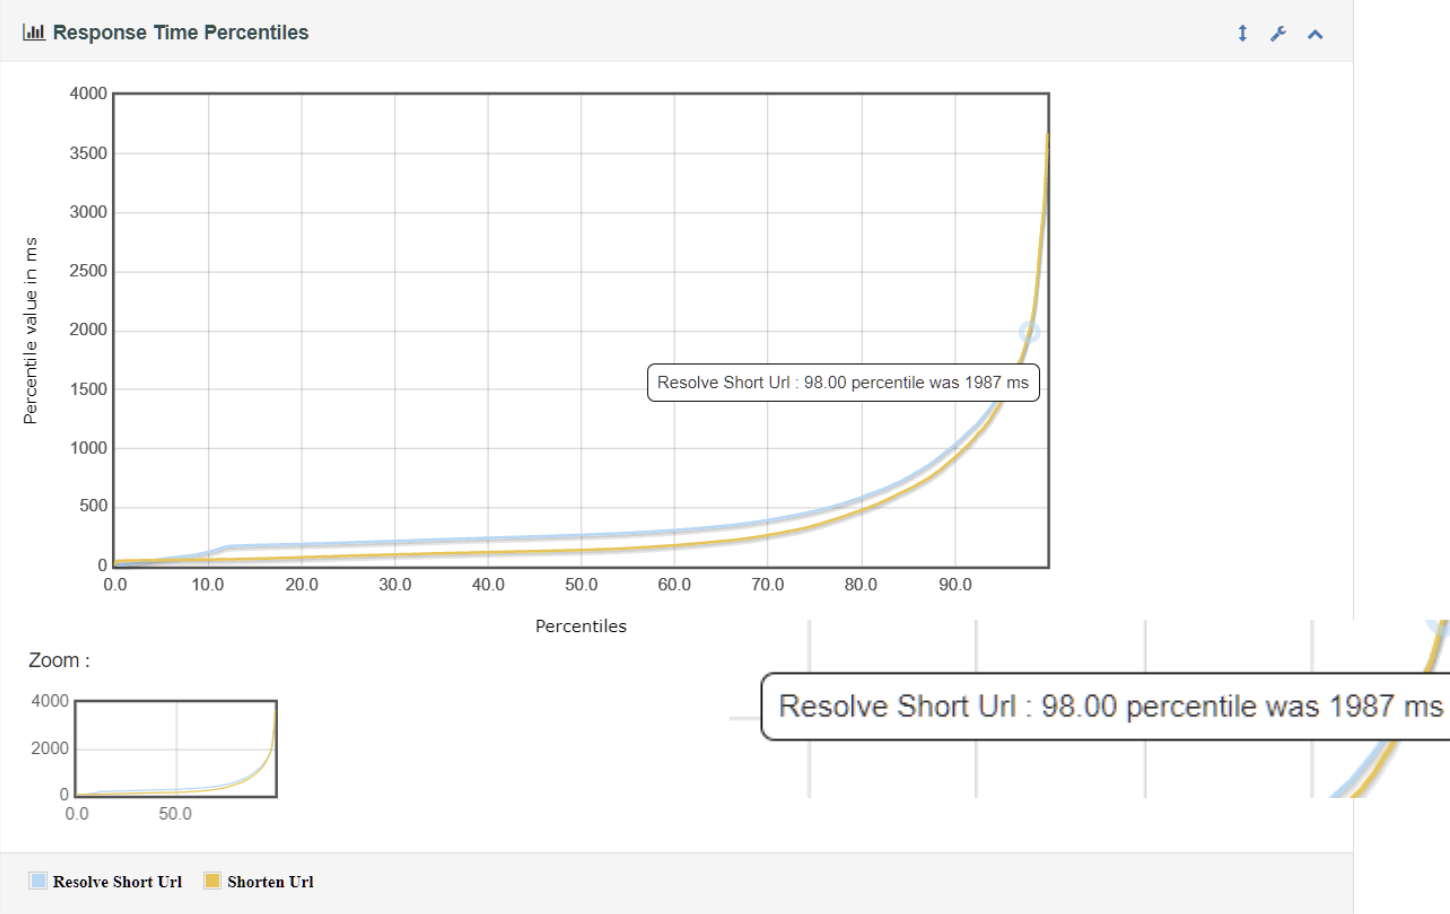 Response Time Percentiles
4000
3500
3000
2500
2000
1500
1000
500
0
Percentile value in ms
Resolve Short Url : 98.00 percentile was 1987 ms
0.0 10.0 20.0 30.0 40.0 50.0 60.0 70.0 80.0 90.0
Percentiles
Zoom :
4000
2000
0
0.0 50.0
Resolve Short Url : 98.00 percentile was 1987 ms
Resolve Short Url Shorten Url